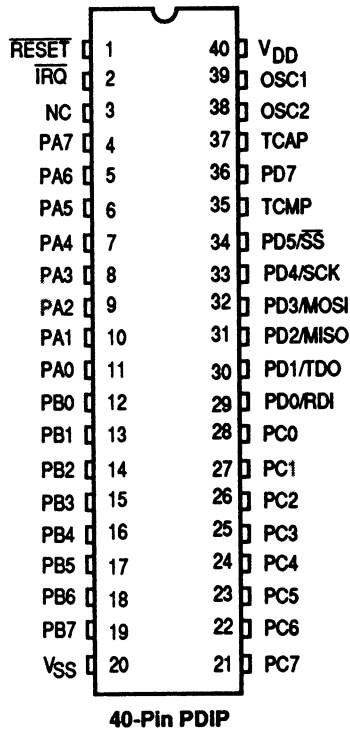 R̅E̅S̅E̅T̅ 1 40 VDD
I̅R̅Q̅ 2 39 OSC1
NC 3 38 OSC2
PA7 4 37 TCAP
PA6 5 36 PD7
PA5 6 35 TCMP
PA4 7 34 PD5/S̅S̅
PA3 8 33 PD4/SCK
PA2 9 32 PD3/MOSI
PA1 10 31 PD2/MISO
PA0 11 30 PD1/TDO
PB0 12 29 PD0/RDI
PB1 13 28 PC0
PB2 14 27 PC1
PB3 15 26 PC2
PB4 16 25 PC3
PB5 17 24 PC4
PB6 18 23 PC5
PB7 19 22 PC6
VSS 20 21 PC7
40-Pin PDIP